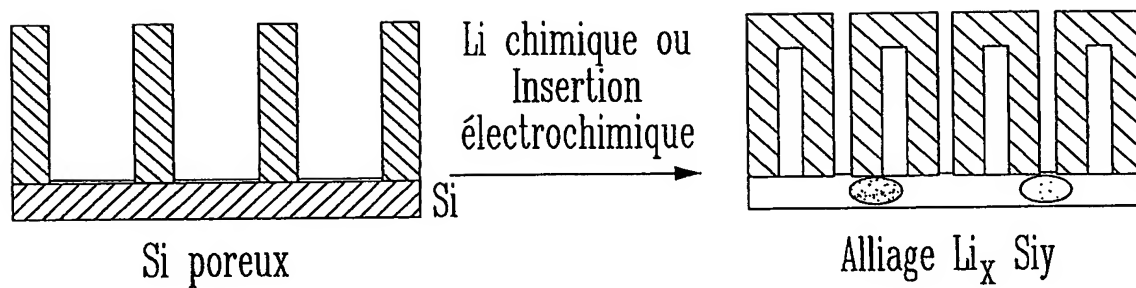 Li chimique ou
Insertion
électrochimique
Si
Si poreux
Alliage Liₓ Siy